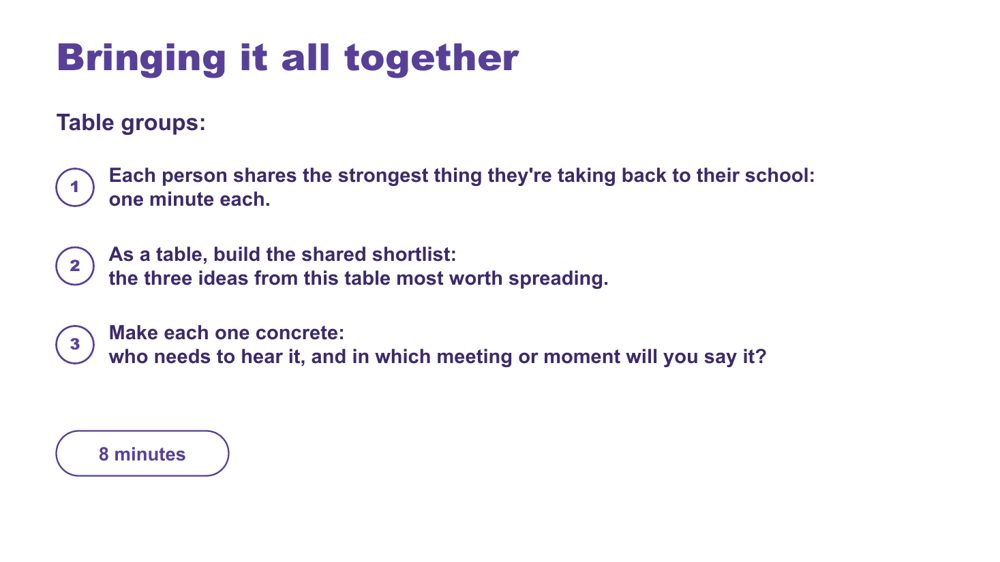 Bringing it all together
Table groups:
1
Each person shares the strongest thing they're taking back to their school:
one minute each.
2
As a table, build the shared shortlist:
the three ideas from this table most worth spreading.
3
Make each one concrete:
who needs to hear it, and in which meeting or moment will you say it?
8 minutes